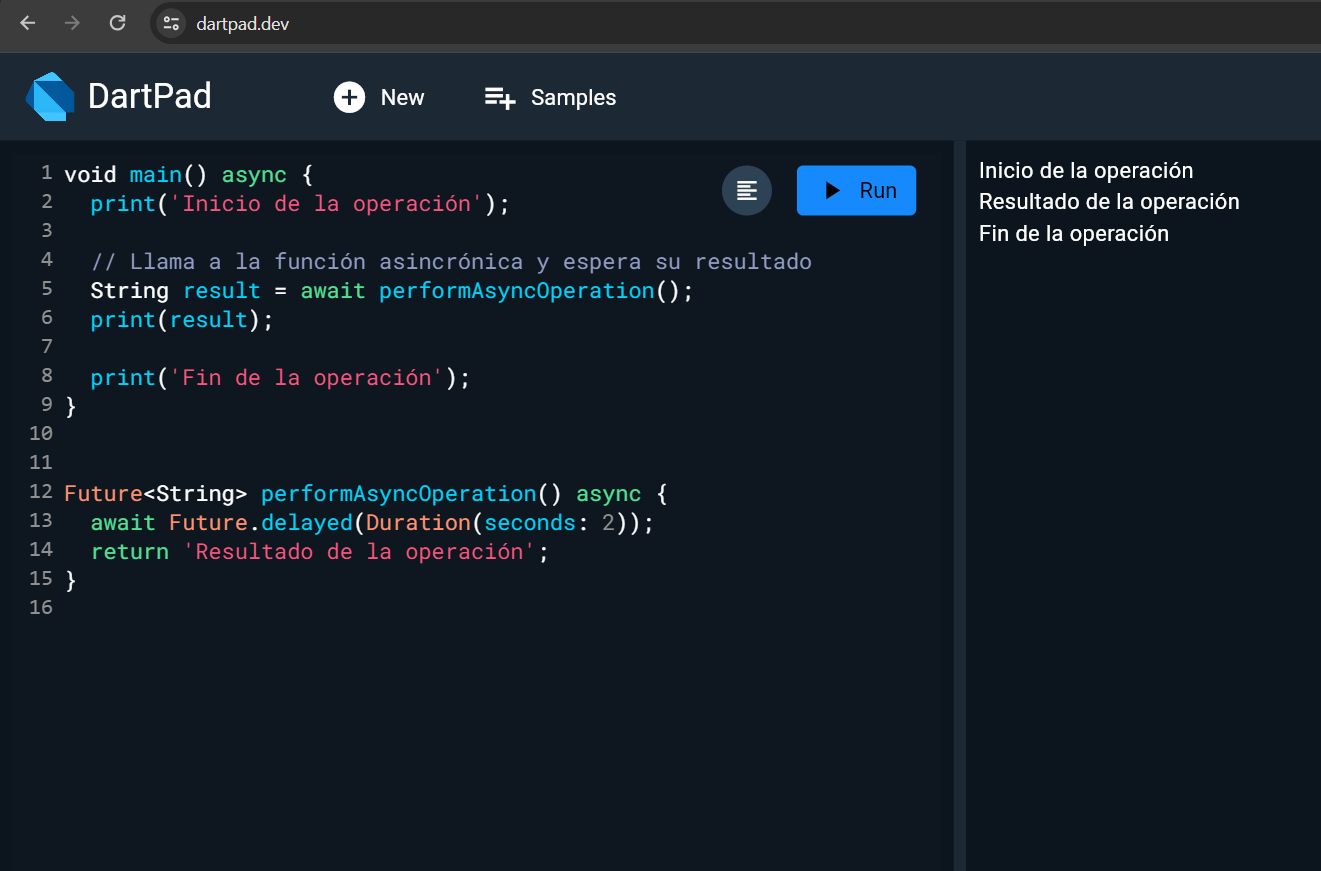 dartpad.dev
DartPad
New
Samples
1 void main() async {
2 print('Inicio de la operación');
3
4 // Llama a la función asincrónica y espera su resultado
5 String result = await performAsyncOperation();
6 print(result);
7
8 print('Fin de la operación');
9 }
10
11
12 Future<String> performAsyncOperation() async {
13 await Future.delayed(Duration(seconds: 2));
14 return 'Resultado de la operación';
15 }
16
Run
Inicio de la operación
Resultado de la operación
Fin de la operación